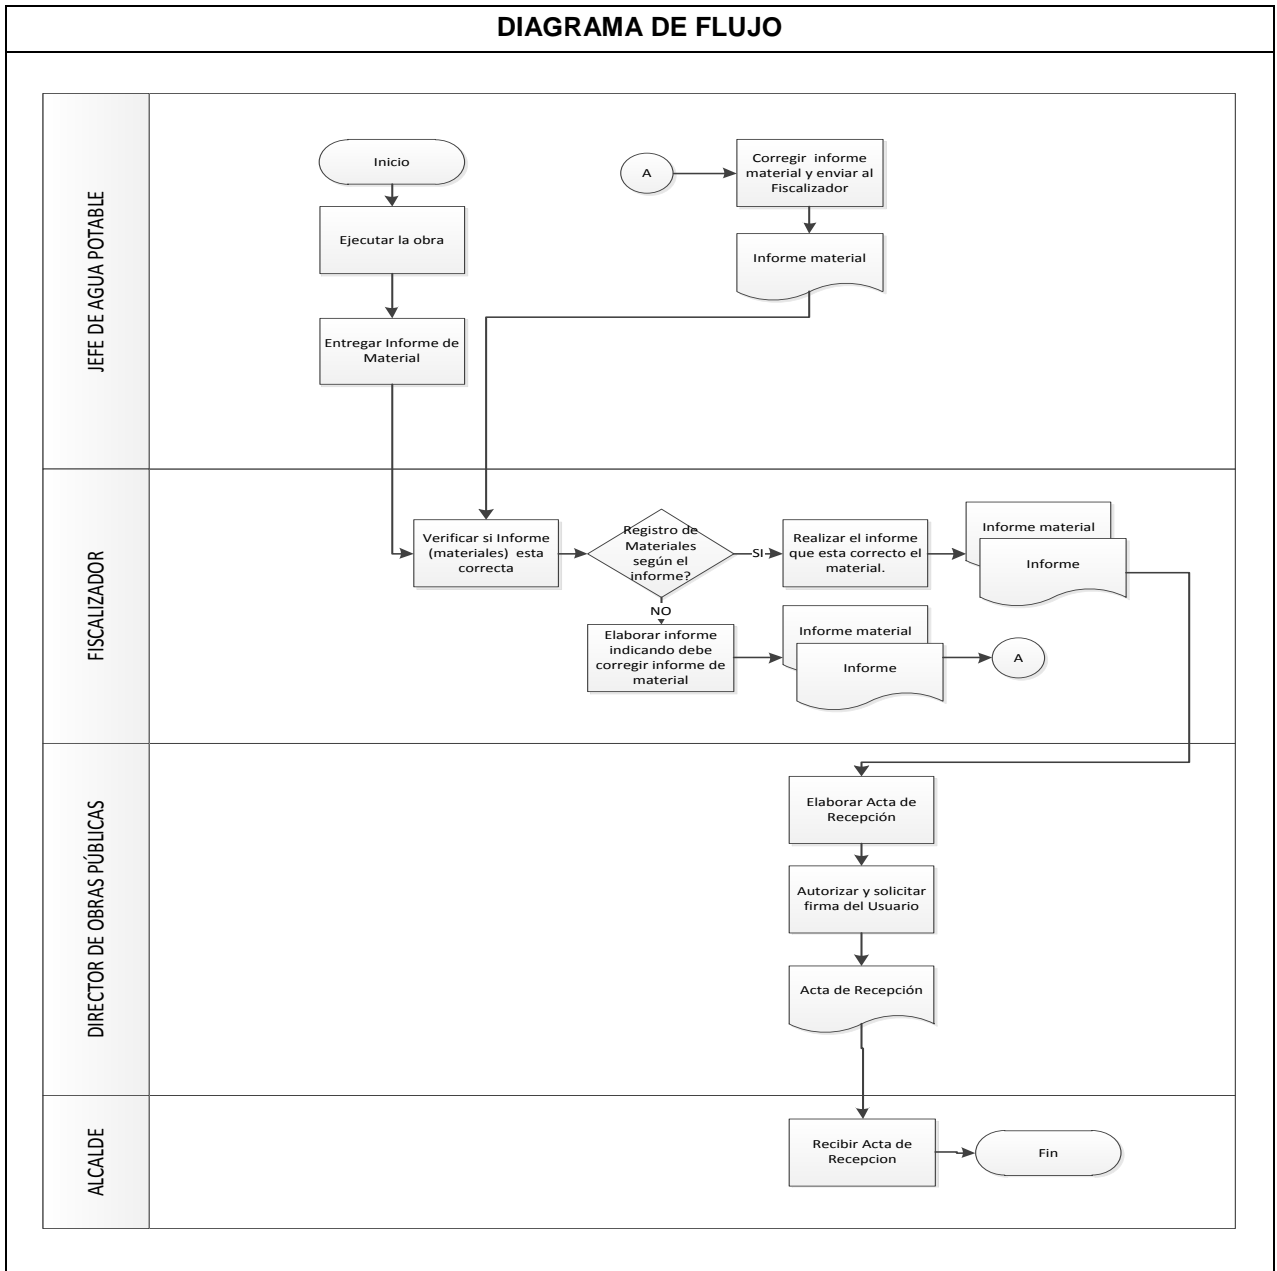 DIAGRAMA DE FLUJO
JEFE DE AGUA POTABLE
Inicio
Ejecutar la obra
Entregar Informe de
Material
A
Corregir informe
material y enviar al
Fiscalizador
Informe material
FISCALIZADOR
Verificar si Informe
(materiales) esta
correcta
Registro de
Materiales
según el
informe?
SI
Realizar el informe
que esta correcto el
material.
Informe material
Informe
NO
Elaborar informe
indicando debe
corregir informe de
material
Informe material
Informe
A
DIRECTOR DE OBRAS PÚBLICAS
Elaborar Acta de
Recepción
Autorizar y solicitar
firma del Usuario
Acta de Recepción
ALCALDE
Recibir Acta de
Recepcion
Fin